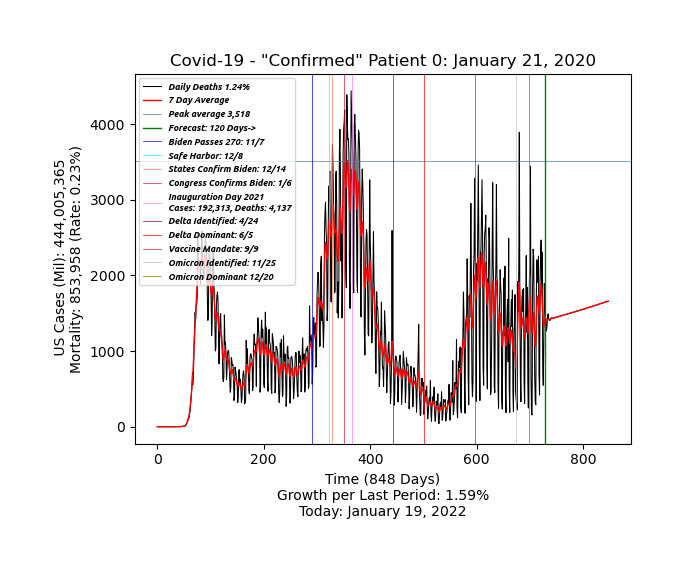 Covid-19 - "Confirmed" Patient 0: January 21, 2020
Daily Deaths 1.24%
7 Day Average
Peak average 3,518
Forecast: 120 Days->
Biden Passes 270: 11/7
Safe Harbor: 12/8
States Confirm Biden: 12/14
Congress Confirms Biden: 1/6
Inauguration Day 2021
Cases: 192,313, Deaths: 4,137
Delta Identified: 4/24
Delta Dominant: 6/5
Vaccine Mandate: 9/9
Omicron Identified: 11/25
Omicron Dominant 12/20
US Cases (Mil): 444,005,365
Mortality: 853,958 (Rate: 0.23%)
4000
3000
2000
1000
0
0 200 400 600 800
Time (848 Days)
Growth per Last Period: 1.59%
Today: January 19, 2022